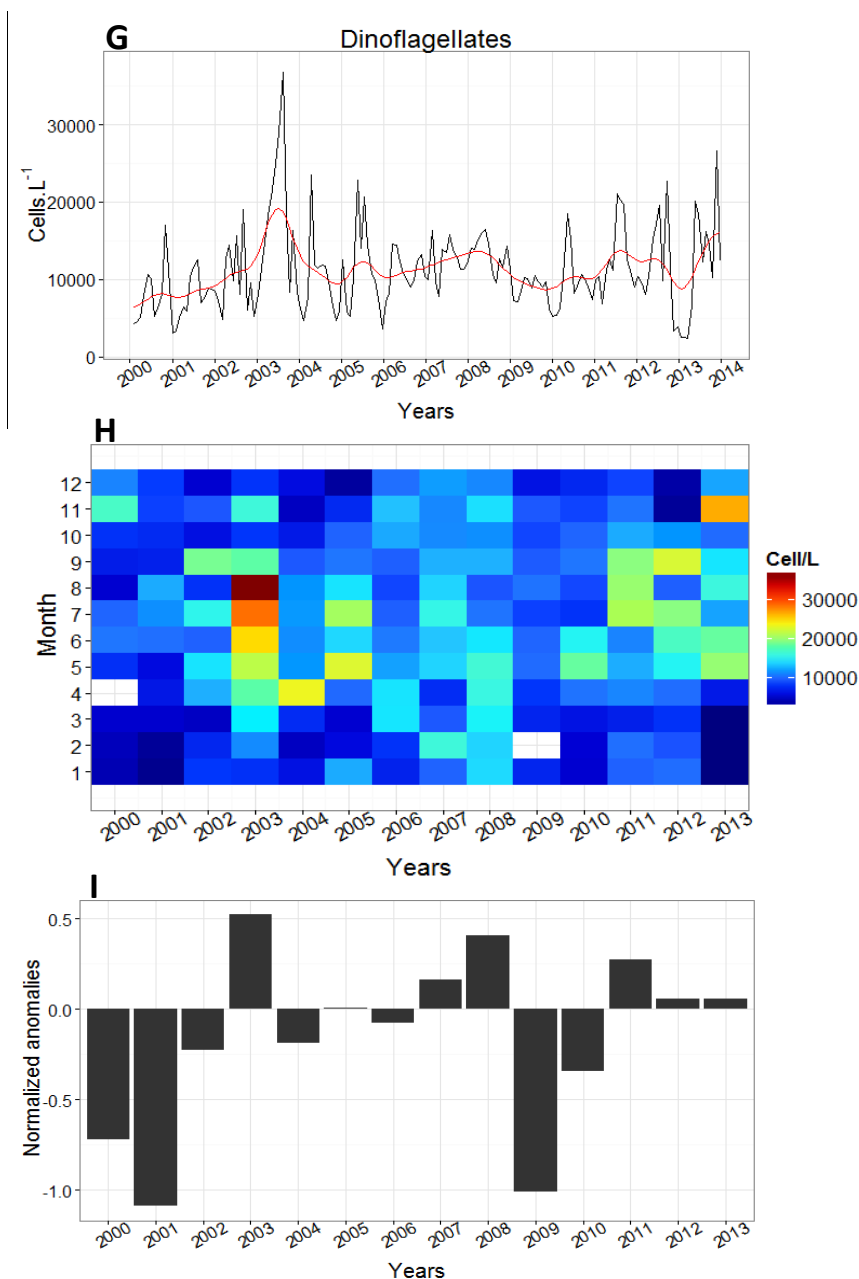 G
Dinoflagellates
Cells.L⁻¹
30000
20000
10000
0
2000 2001 2002 2003 2004 2005 2006 2007 2008 2009 2010 2011 2012 2013 2014
Years
H
Month
12
11
10
9
8
7
6
5
4
3
2
1
Cell/L
30000
20000
10000
2000 2001 2002 2003 2004 2005 2006 2007 2008 2009 2010 2011 2012 2013
Years
I
Normalized anomalies
0.5
0.0
-0.5
-1.0
2000 2001 2002 2003 2004 2005 2006 2007 2008 2009 2010 2011 2012 2013
Years